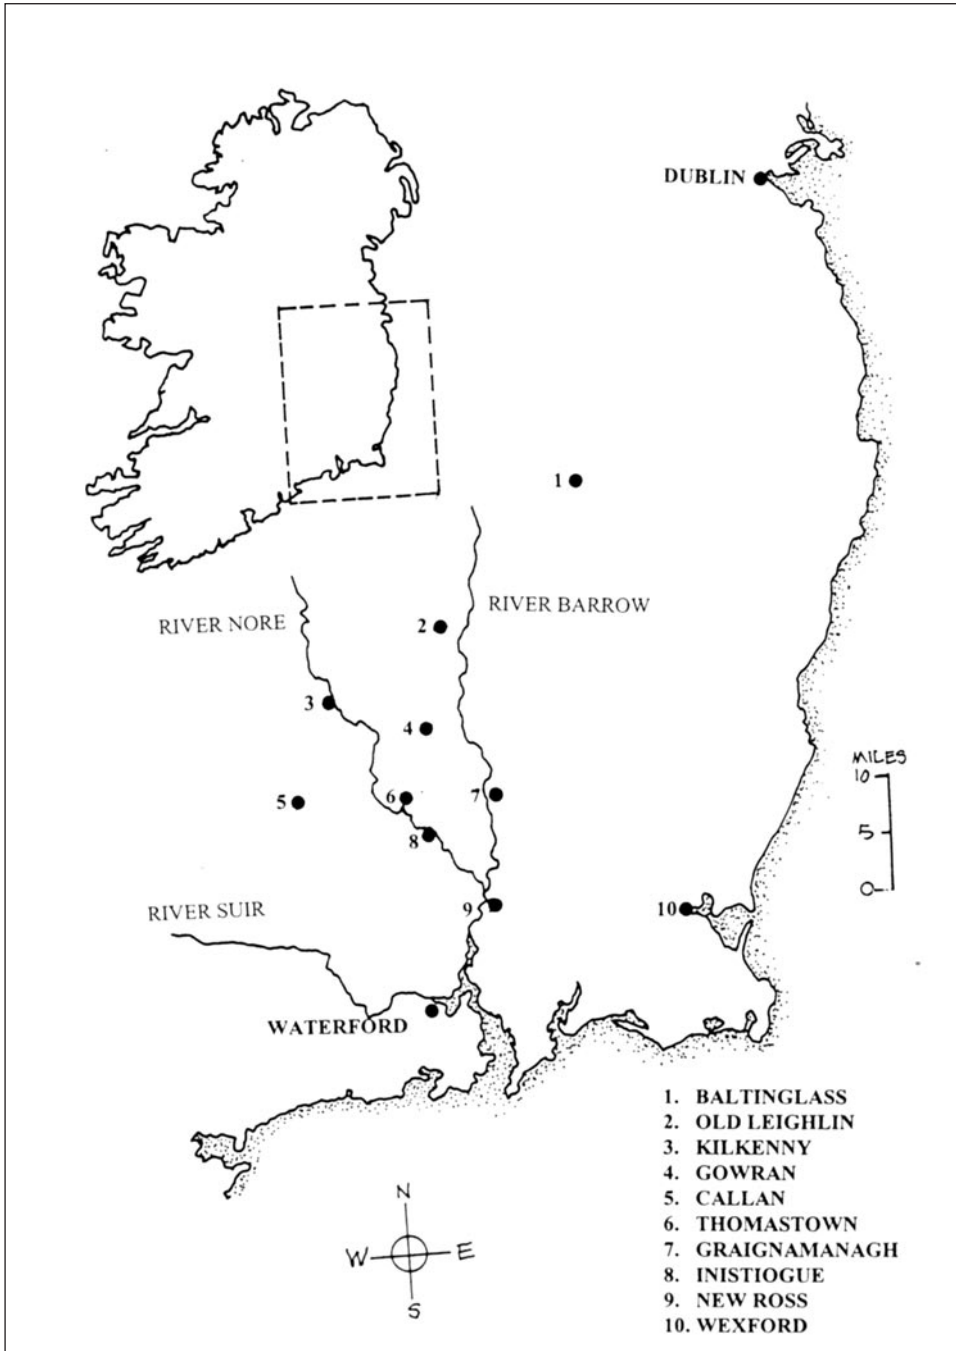 DUBLIN
1
RIVER BARROW
RIVER NORE
2
3
4
MILES
10
5
0
5
6
7
8
RIVER SUIR
9
10
WATERFORD
1. BALTINGLASS
2. OLD LEIGHLIN
3. KILKENNY
4. GOWRAN
5. CALLAN
6. THOMASTOWN
7. GRAIGNAMANAGH
8. INISTIOGUE
9. NEW ROSS
10. WEXFORD
N
W E
S